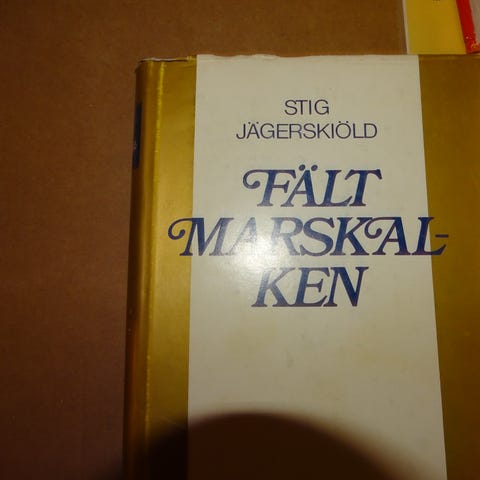 STIG
JÄGERSKIÖLD
FÄLT
MARSKAL-
KEN